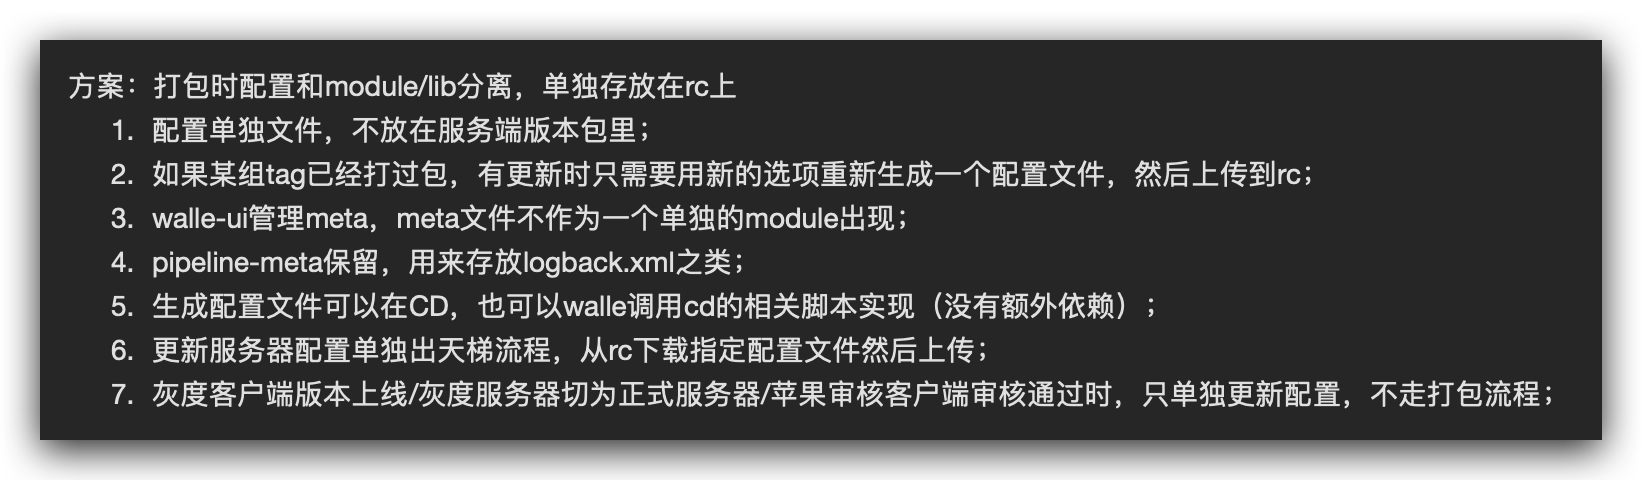 方案：打包时配置和module/lib分离，单独存放在rc上
1. 配置单独文件，不放在服务端版本包里；
2. 如果某组tag已经打过包，有更新时只需要用新的选项重新生成一个配置文件，然后上传到rc；
3. walle-ui管理meta，meta文件不作为一个单独的module出现；
4. pipeline-meta保留，用来存放logback.xml之类；
5. 生成配置文件可以在CD，也可以walle调用cd的相关脚本实现（没有额外依赖）；
6. 更新服务器配置单独出天梯流程，从rc下载指定配置文件然后上传；
7. 灰度客户端版本上线/灰度服务器切为正式服务器/苹果审核客户端审核通过时，只单独更新配置，不走打包流程；